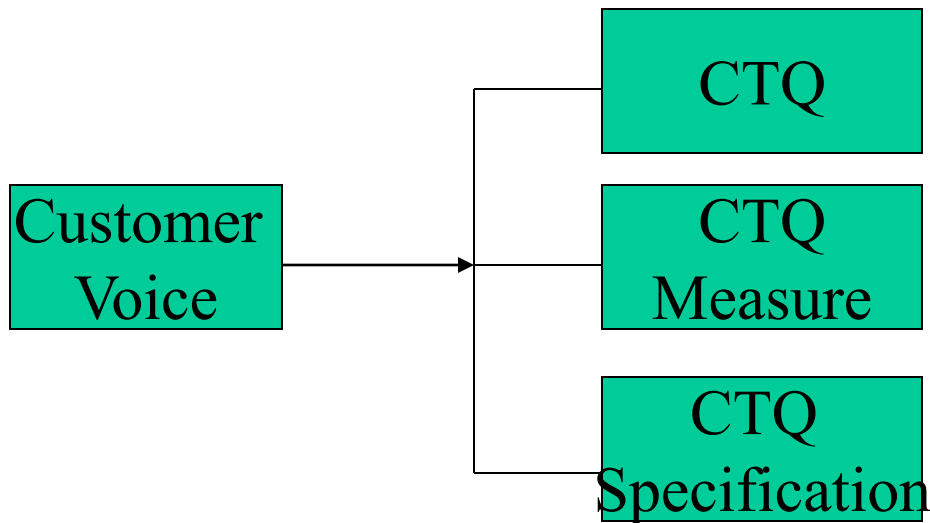 CTQ
Customer
Voice
CTQ
Measure
CTQ
Specification